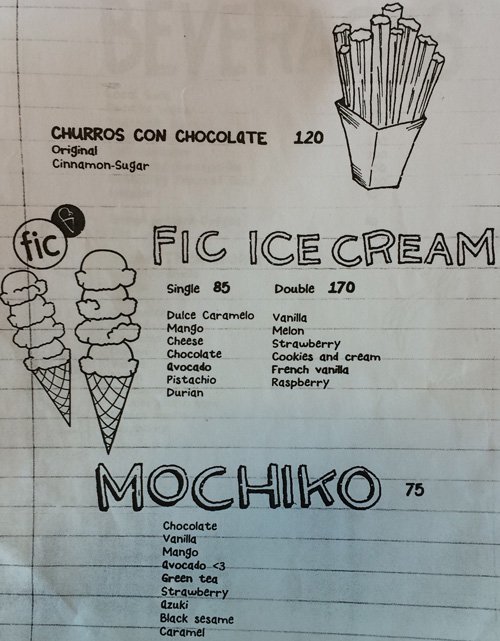 CHURROS CON CHOCOLATE 120
Original
Cinnamon-Sugar
fic
FIC ICE CREAM
Single 85 Double 170
Dulce Caramelo
Mango
Cheese
Chocolate
Avocado
Pistachio
Durian
Vanilla
Melon
Strawberry
Cookies and cream
French vanilla
Raspberry
MOCHIKO 75
Chocolate
Vanilla
Mango
Avocado <3
Green tea
Strawberry
Azuki
Black sesame
Caramel